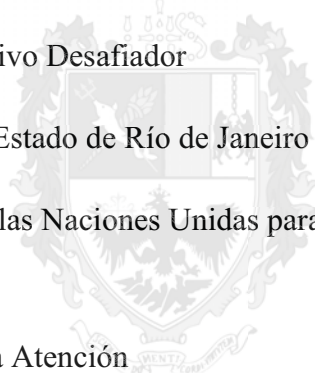 ivo Desafiador
Estado de Río de Janeiro
las Naciones Unidas para
Atención